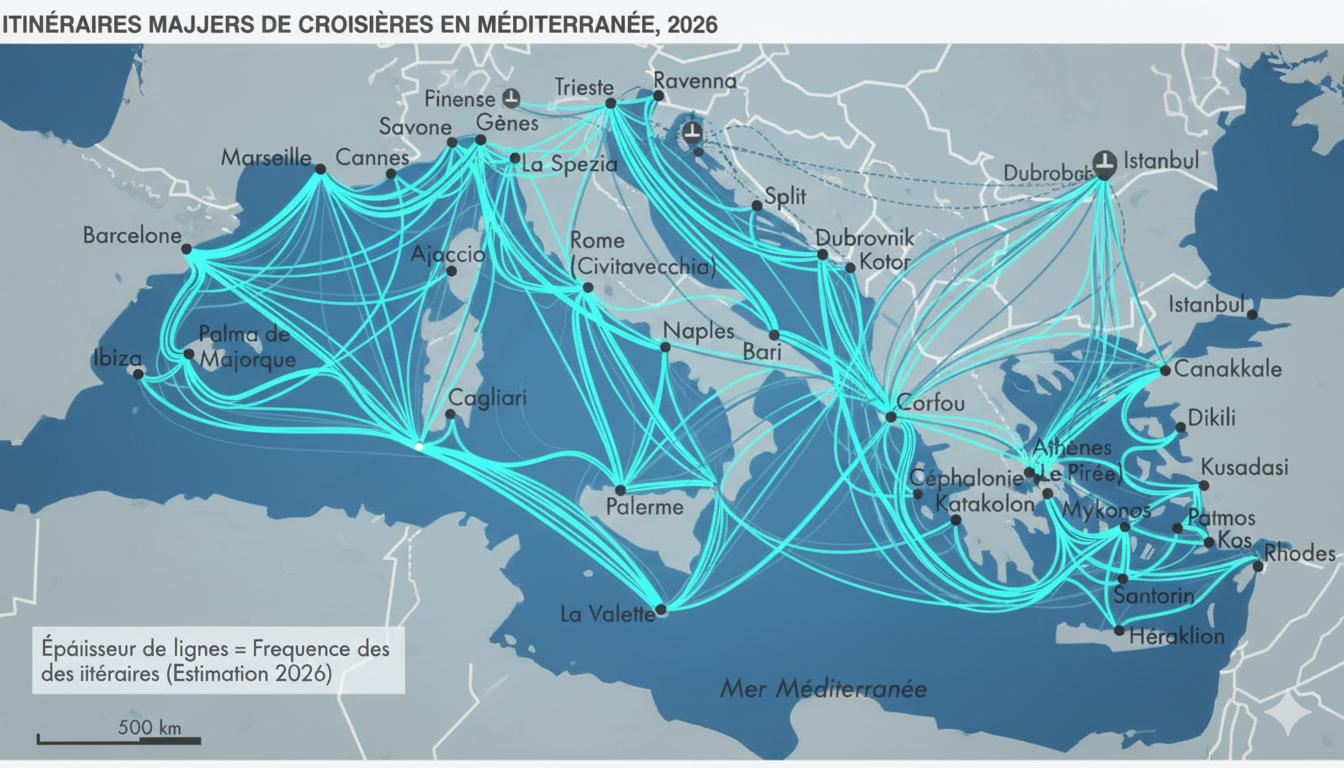 ITINÉRAIRES MAJJERS DE CROISIÈRES EN MÉDITERRANÉE, 2026
Finense
Trieste
Ravenna
Savone
Gènes
Marseille
Cannes
La Spezia
Dubrobat
Istanbul
Split
Barcelone
Ajaccio
Rome
(Civitavecchia)
Dubrovnik
Kotor
Istanbul
Palma de
Majorque
Ibiza
Naples
Bari
Canakkale
Cagliari
Corfou
Dikili
Athénes
(Le Pirée)
Kusadasi
Céphalonie
Katakolon
Palerme
Mykonos
Patmos
Kos
Rhodes
La Valette
Santorin
Héraklion
Épáiisseur de lignes = Frequence des
des iitéraires (Estimation 2026)
Mer Méditerranée
500 km